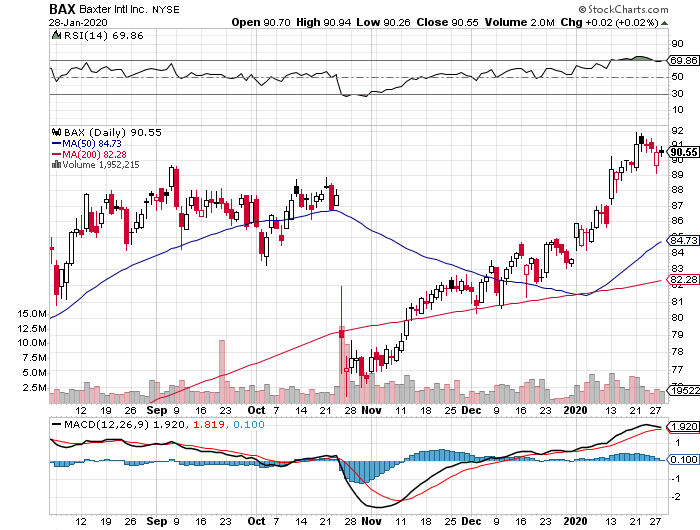 BAX Baxter Intl Inc. NYSE
© StockCharts.com
28-Jan-2020
Open 90.70 High 90.94 Low 90.26 Close 90.55 Volume 2.0M Chg +0.02 (+0.02%)
RSI(14) 69.86
90
69.86
50
30
10
BAX (Daily) 90.55
MA(50) 84.73
MA(200) 82.28
Volume 1,952,215
92
91
90.55
90
89
88
87
86
85
84.73
84
83
82.28
82
81
80
79
78
77
76
15.0M
12.5M
10.0M
7.5M
5.0M
2.5M
19522
12 19 26 Sep 9 16 23 Oct 7 14 21 28 Nov 11 18 25 Dec 9 16 23 2020 13 21 27
MACD(12,26,9) 1.920, 1.819, 0.100
1.920
1
0.100
-1
-2
12 19 26 Sep 9 16 23 Oct 7 14 21 28 Nov 11 18 25 Dec 9 16 23 2020 13 21 27